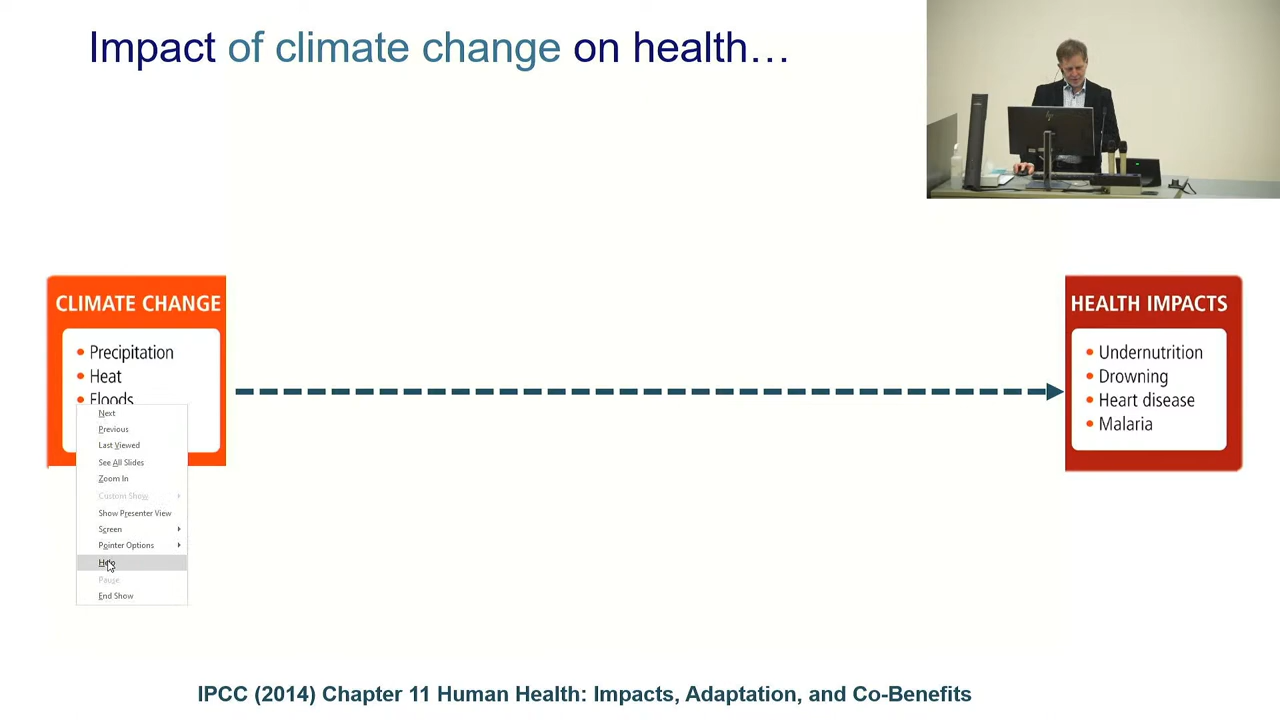 Impact of climate change on health…
CLIMATE CHANGE
Precipitation
Heat
Floods
HEALTH IMPACTS
Undernutrition
Drowning
Heart disease
Malaria
Next
Previous
Last Viewed
See All Slides
Zoom In
Custom Show
Show Presenter View
Screen
Pointer Options
Help
Pause
End Show
IPCC (2014) Chapter 11 Human Health: Impacts, Adaptation, and Co-Benefits